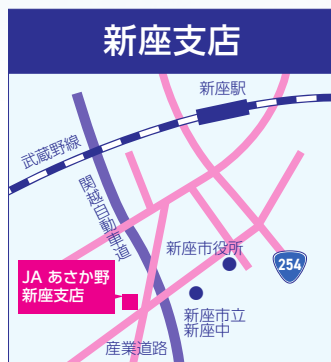 新座支店
新座駅
武蔵野線
関越自動車道
新座市役所
254
JA あさか野
新座支店
新座市立
新座中
産業道路